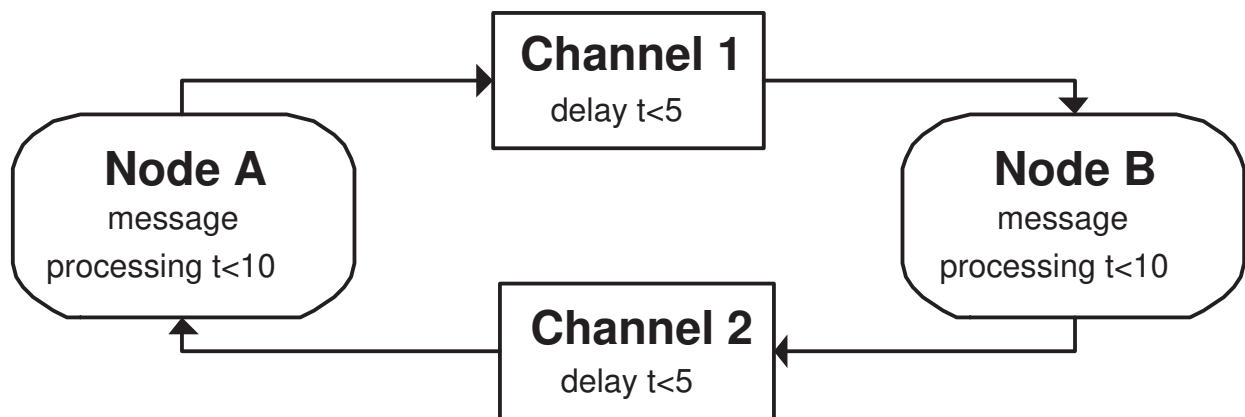 Channel 1
delay t<5
Node A
message
processing t<10
Node B
message
processing t<10
Channel 2
delay t<5